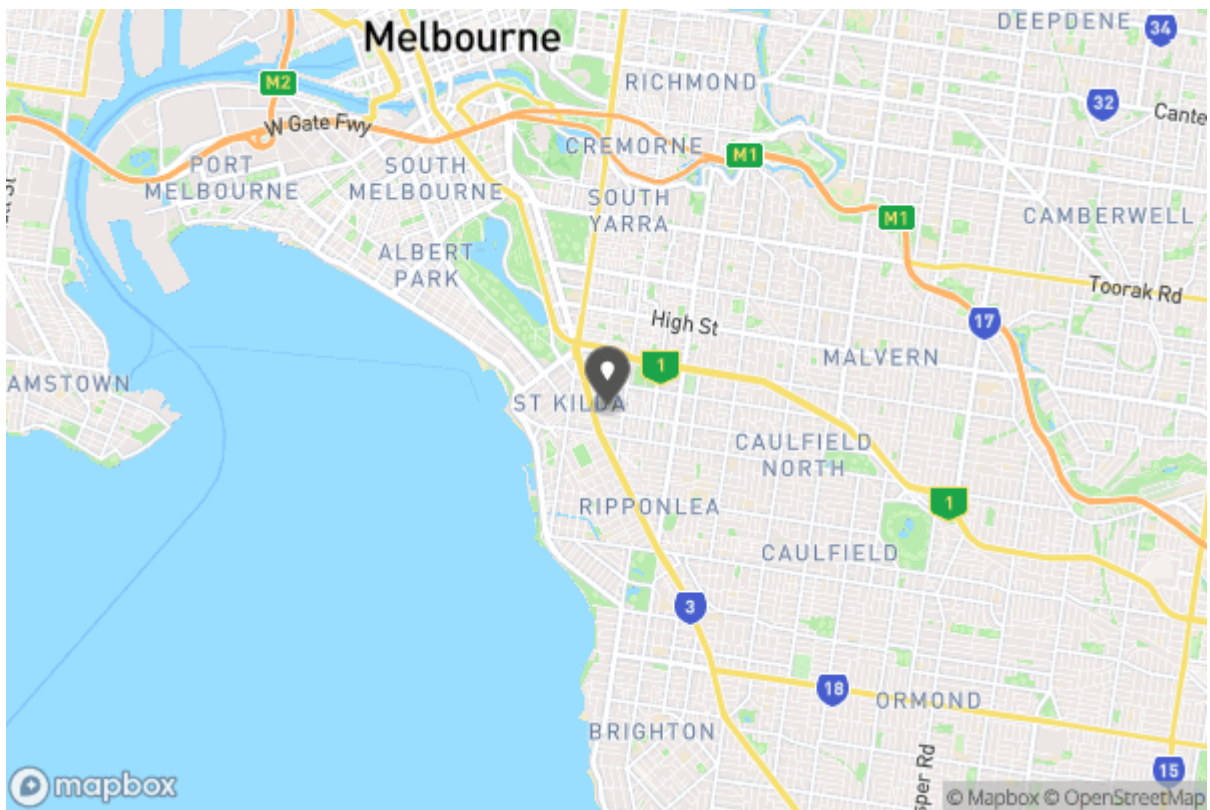 DEEPDENE
34
Melbourne
M2
RICHMOND
32
Cante
W Gate Fwy
CREMORNE
M1
PORT
MELBOURNE
SOUTH
MELBOURNE
SOUTH
YARRA
M1
CAMBERWELL
ALBERT
PARK
Toorak Rd
High St
17
MALVERN
1
AMSTOWN
ST KILDA
CAULFIELD
NORTH
RIPPONLEA
1
CAULFIELD
3
18
ORMOND
BRIGHTON
sper Rd
15
mapbox
© Mapbox © OpenStreetMap